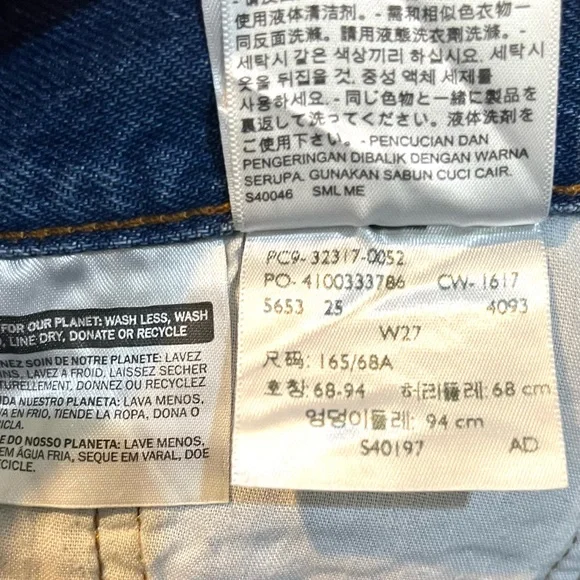 使用液体清洁剂。- 需和相似色衣物一
同反面洗滌。請用液態洗衣劑洗滌。-
세탁시 같은 색상끼리 하십시요. 세탁시
옷을 뒤집을 것. 중성 액체 세제를
사용하세요. - 同じ色物と一緒に製品を
裏返して洗ってください。液体洗剤をご使用下さい。- PENCUCIAN DAN
PENGERINGAN DIBALIK DENGAN WARNA
SERUPA. GUNAKAN SABUN CUCI CAIR.
S40046 SML ME
PC9- 32317-0052
PO- 4100333786 CW- 1617
5653 25 4093
W27
尺码: 165/68A
호칭: 68-94 허리둘레: 68 cm
엉덩이둘레: 94 cm
S40197 AD
FOR OUR PLANET: WASH LESS, WASH
LINE DRY, DONATE OR RECYCLE
NEZ SOIN DE NOTRE PLANETE: LAVEZ
INS, LAVEZ A FROID, LAISSEZ SECHER
TURELLEMENT, DONNEZ OU RECYCLEZ
DA NUESTRO PLANETA: LAVA MENOS,
A EN FRIO, TIENDE LA ROPA, DONA O
CICLA.
E DO NOSSO PLANETA: LAVE MENOS,
EM ÁGUA FRIA, SEQUE EM VARAL, DOE
ECICLE.